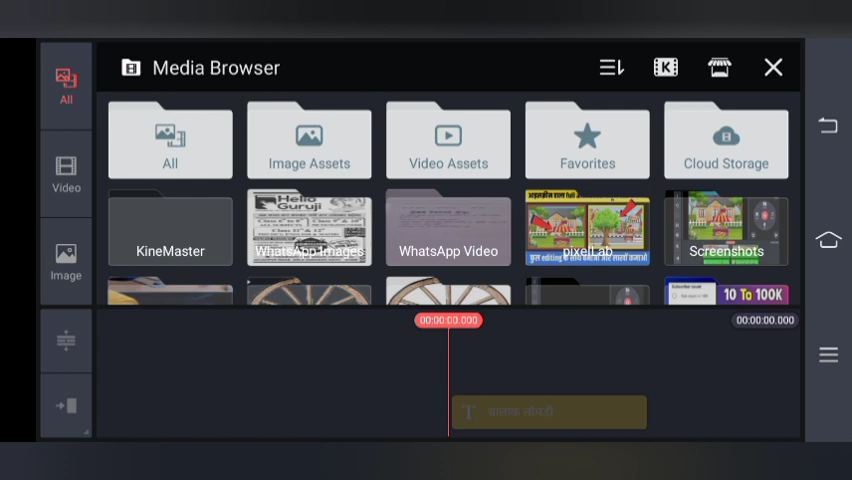 Media Browser
All
Video
Image
All
Image Assets
Video Assets
Favorites
Cloud Storage
KineMaster
Hello
Guruji
WhatsApp Images
WhatsApp Video
pixelLab
Screenshots
10 To 100K
00:00:00.000
00:00:00.000
T चालाक लोमडी